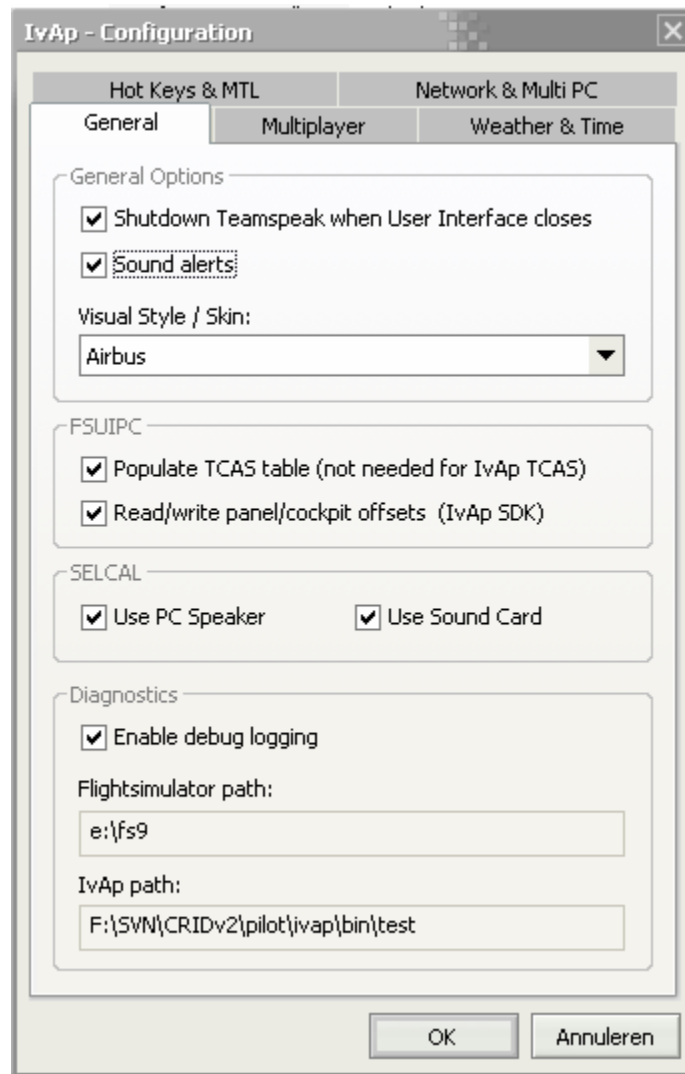 IvAp - Configuration
Hot Keys & MTL
Network & Multi PC
General
Multiplayer
Weather & Time
General Options
Shutdown Teamspeak when User Interface closes
Sound alerts
Visual Style / Skin:
Airbus
FSUIPC
Populate TCAS table (not needed for IvAp TCAS)
Read/write panel/cockpit offsets (IvAp SDK)
SELCAL
Use PC Speaker
Use Sound Card
Diagnostics
Enable debug logging
Flightsimulator path:
e:\fs9
IvAp path:
F:\SVN\CRIDv2\pilot\ivap\bin\test
OK
Annuleren